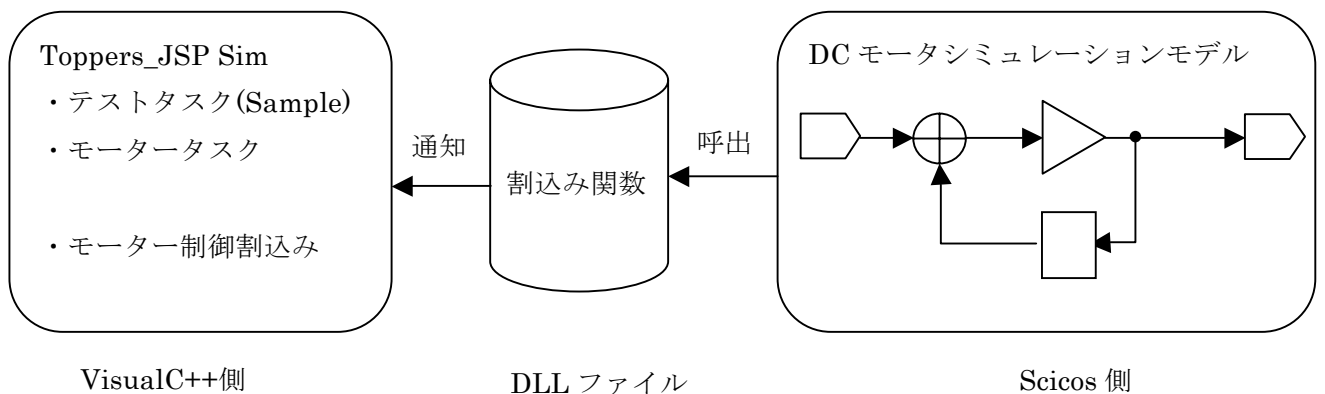 Toppers_JSP Sim
・テストタスク(Sample)
・モータータスク
・モーター制御割込み
通知
割込み関数
呼出
DC モータシミュレーションモデル
VisualC++側
DLL ファイル
Scicos 側